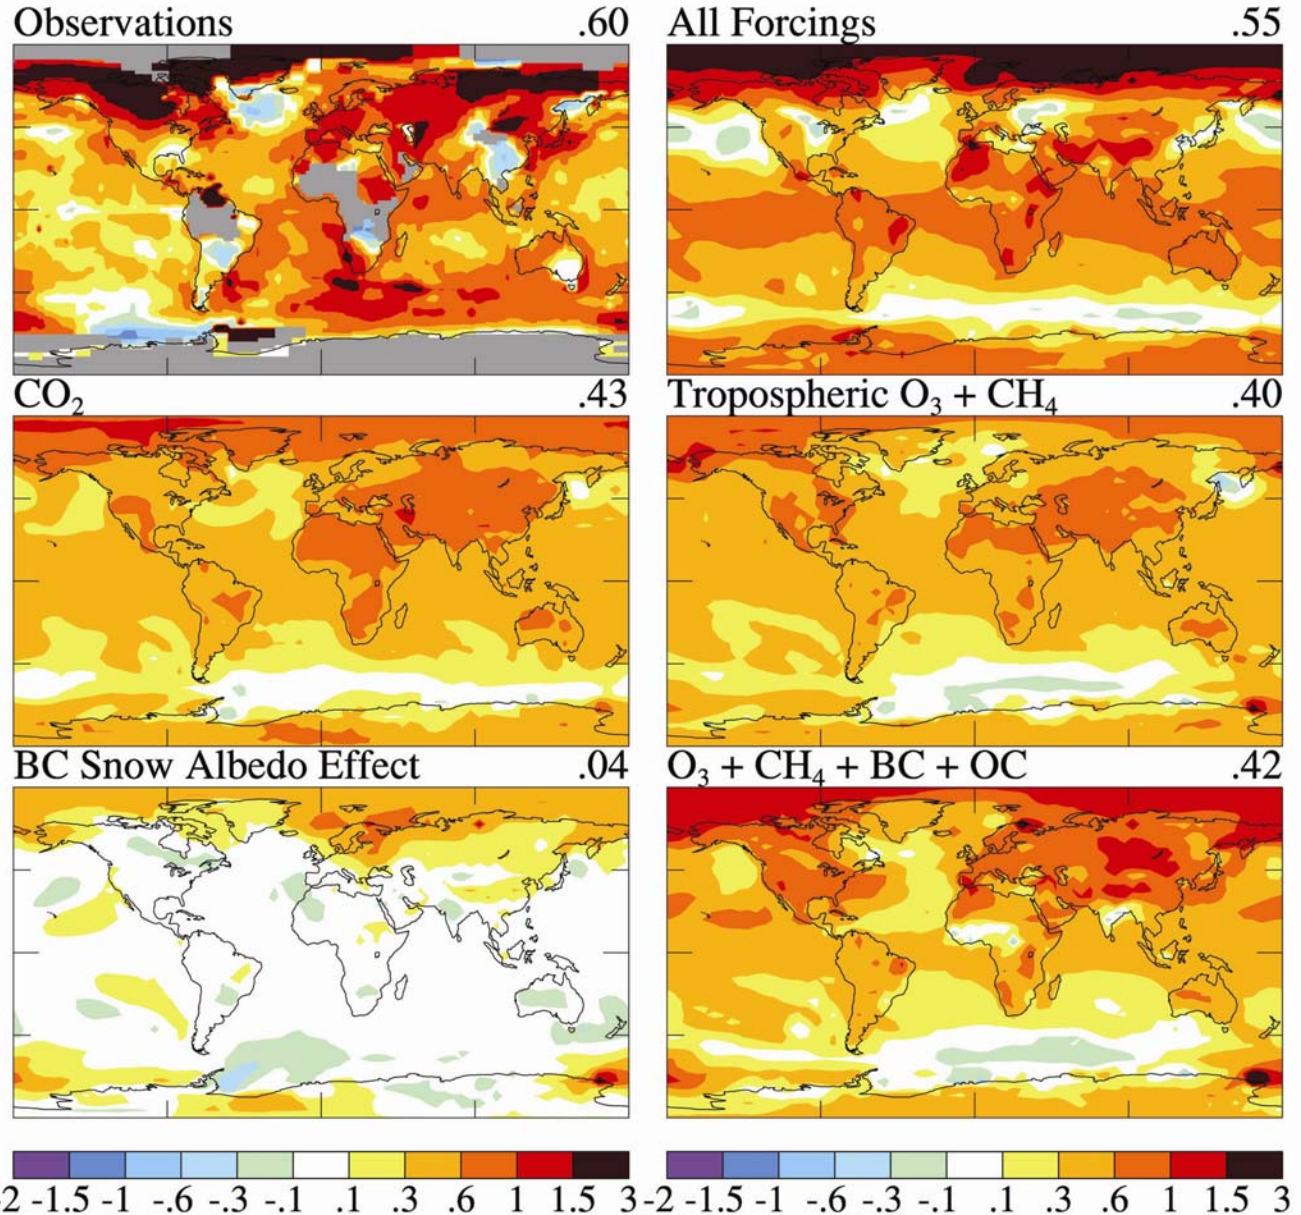 Observations .60
All Forcings .55
CO₂ .43
Tropospheric O₃ + CH₄ .40
BC Snow Albedo Effect .04
O₃ + CH₄ + BC + OC .42
-2 -1.5 -1 -.6 -.3 -.1 .1 .3 .6 1 1.5 3
-2 -1.5 -1 -.6 -.3 -.1 .1 .3 .6 1 1.5 3